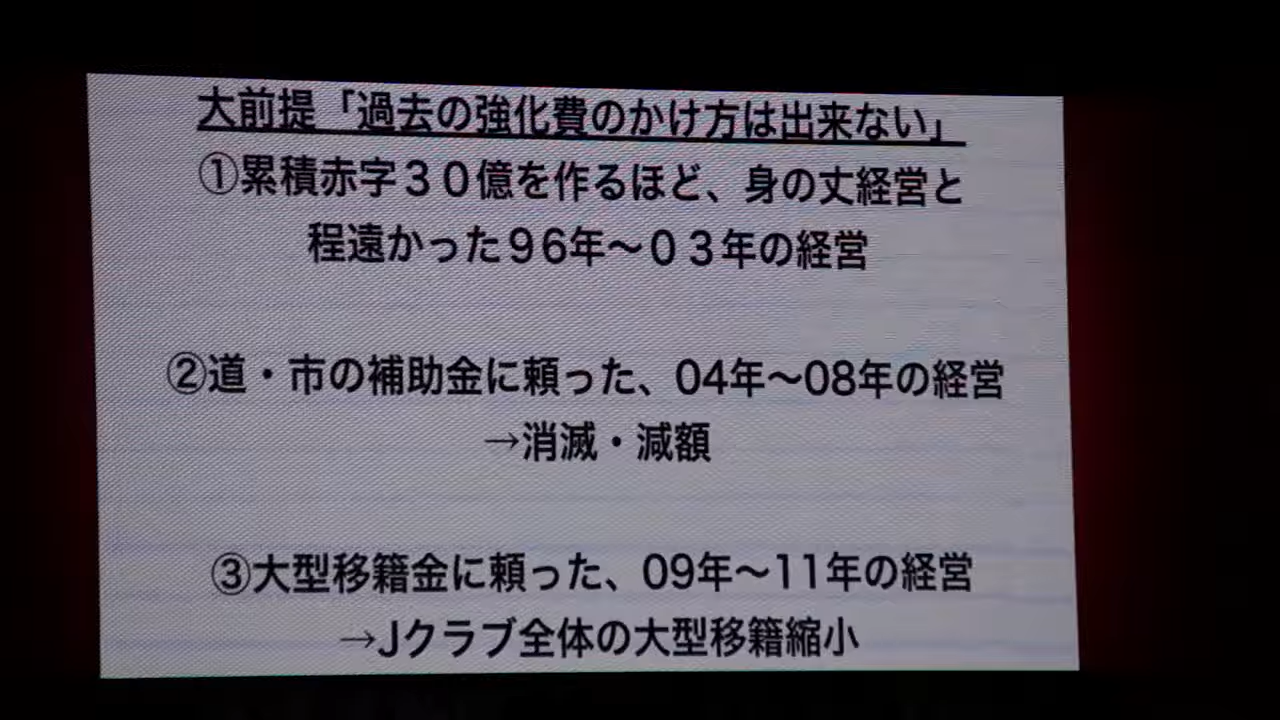 大前提「過去の強化費のかけ方は出来ない」
①累積赤字３０億を作るほど、身の丈経営と
程遠かった９６年〜０３年の経営
②道・市の補助金に頼った、04年〜08年の経営
→消滅・減額
③大型移籍金に頼った、09年〜11年の経営
→Jクラブ全体の大型移籍縮小